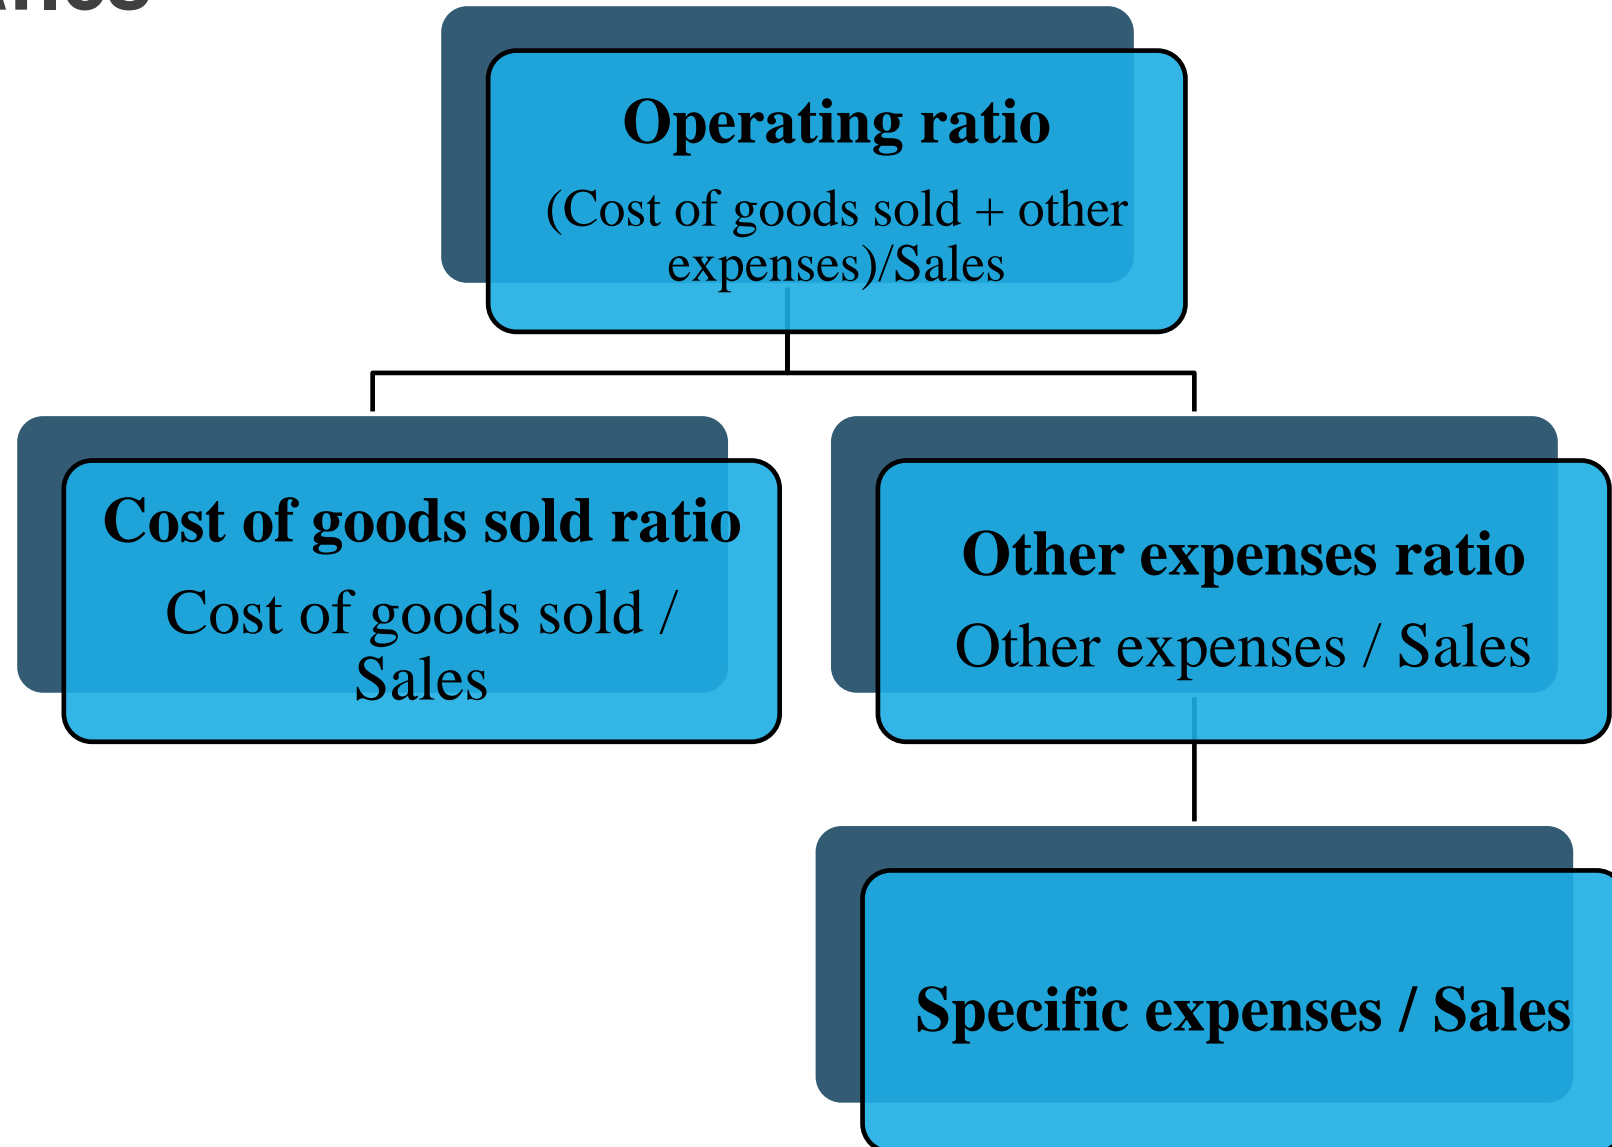 Operating ratio
(Cost of goods sold + other
expenses)/Sales
Cost of goods sold ratio
Cost of goods sold /
Sales
Other expenses ratio
Other expenses / Sales
Specific expenses / Sales